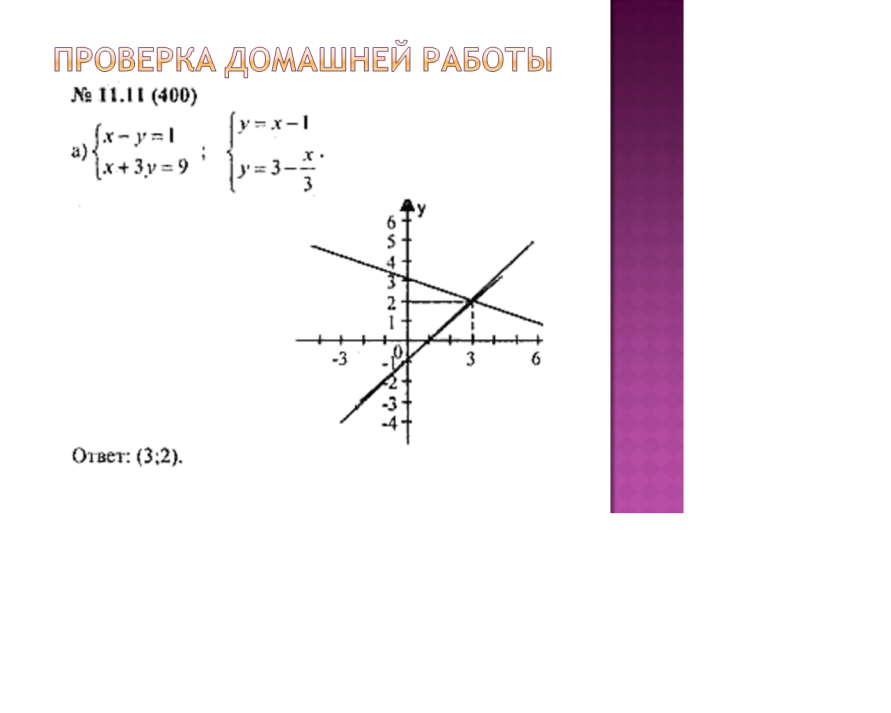 ПРОВЕРКА ДОМАШНЕЙ РАБОТЫ
№ 11.11 (400)
а) { x − y = 1 ; { y = x − 1
x + 3y = 9 y = 3 − x/3 .
y
6
5
4
3
2
1
-3 0 3 6
-1
-2
-3
-4
Ответ: (3;2).